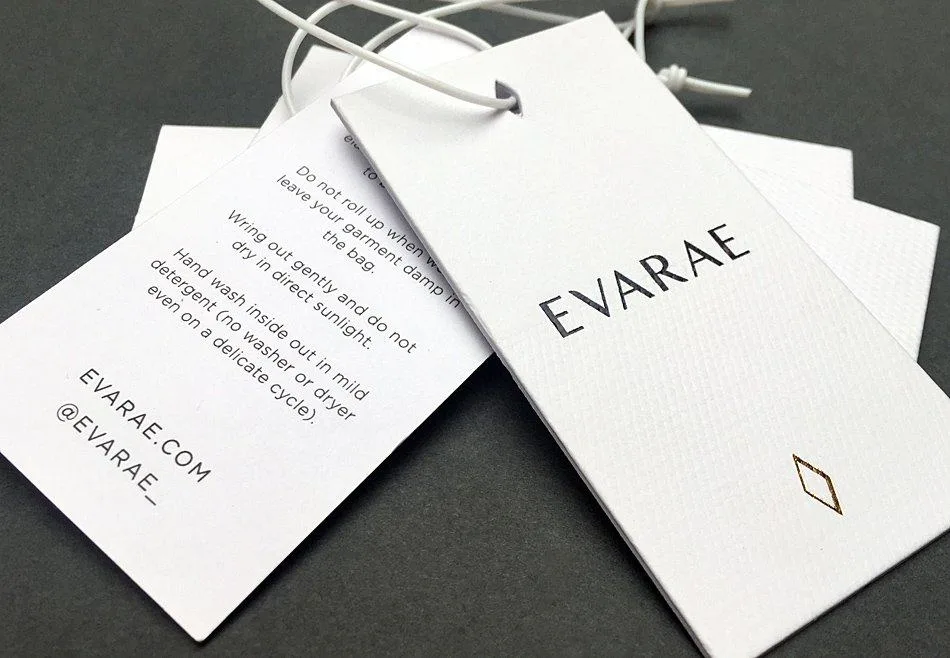 to
Do not roll up when
leave your garment damp in
the bag.
Wring out gently and do not
dry in direct sunlight.
Hand wash inside out in mild
detergent (no washer or dryer
even on a delicate cycle).
EVARAE.COM
@EVARAE_
EVARAE